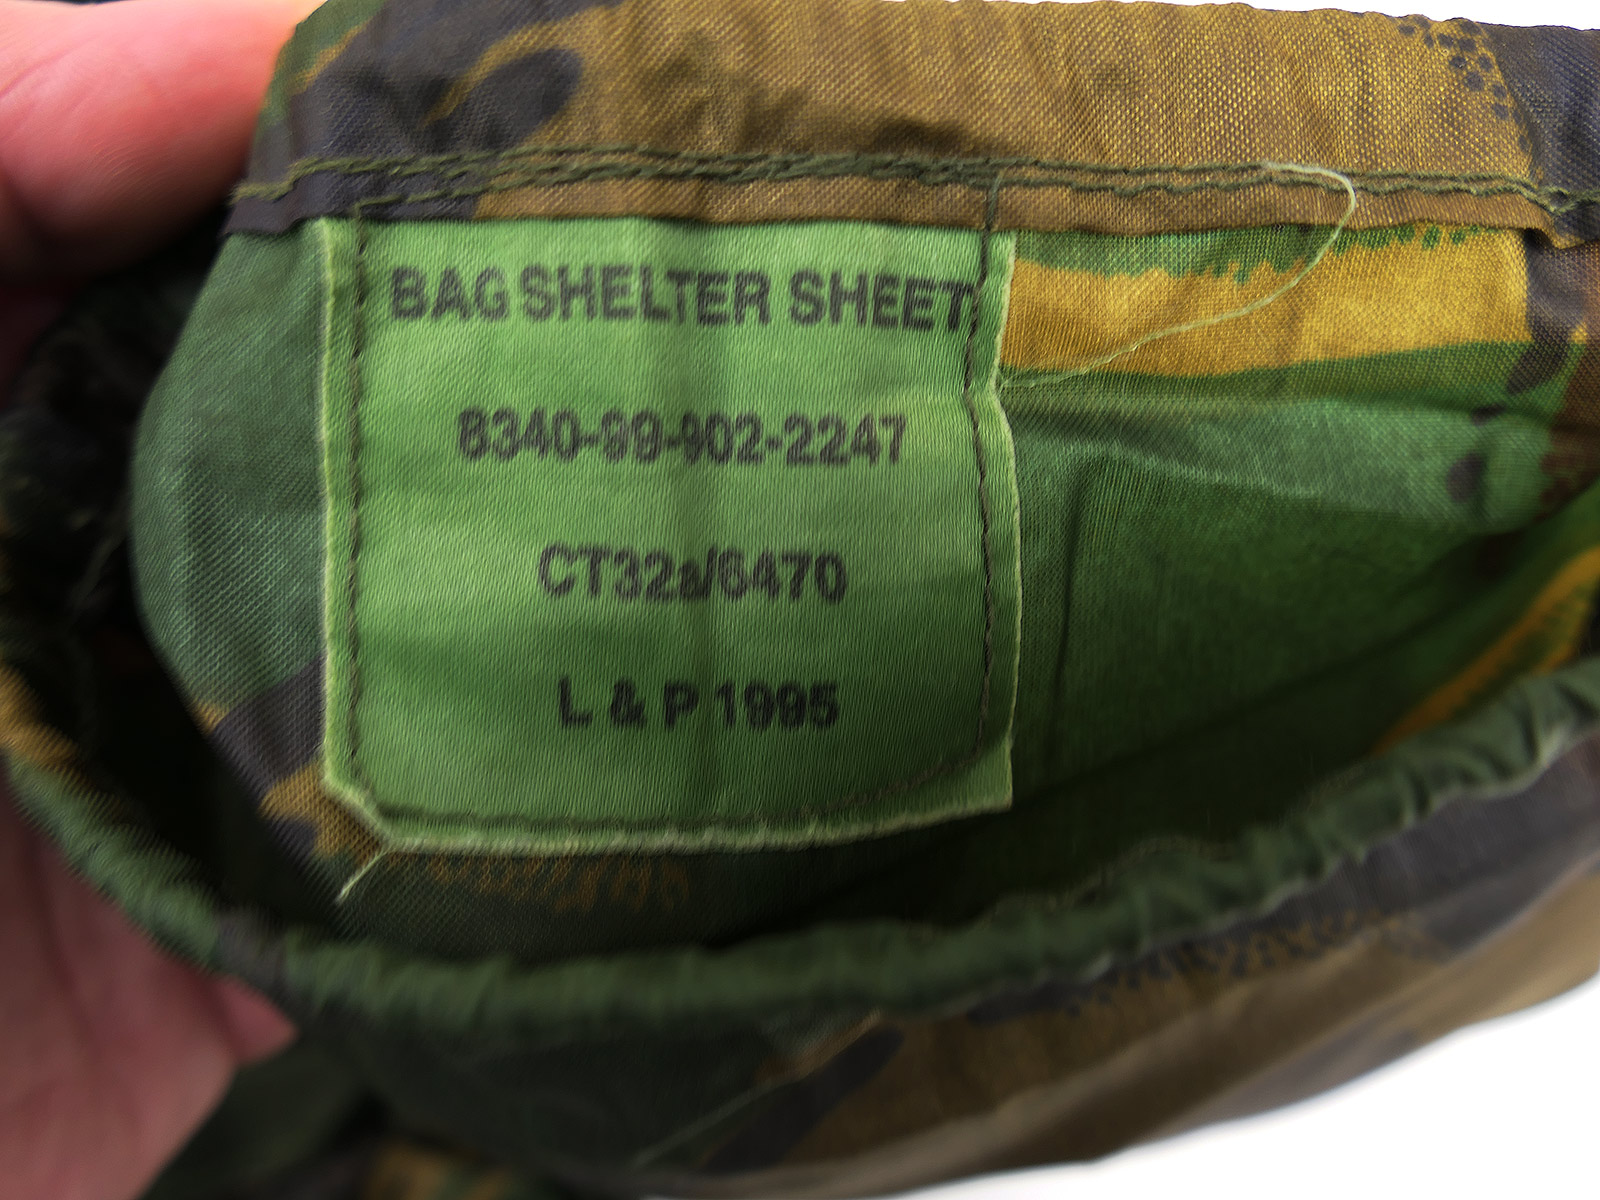 BAG SHELTER SHEET
8340-99-902-2247
CT32a/6470
L & P 1995